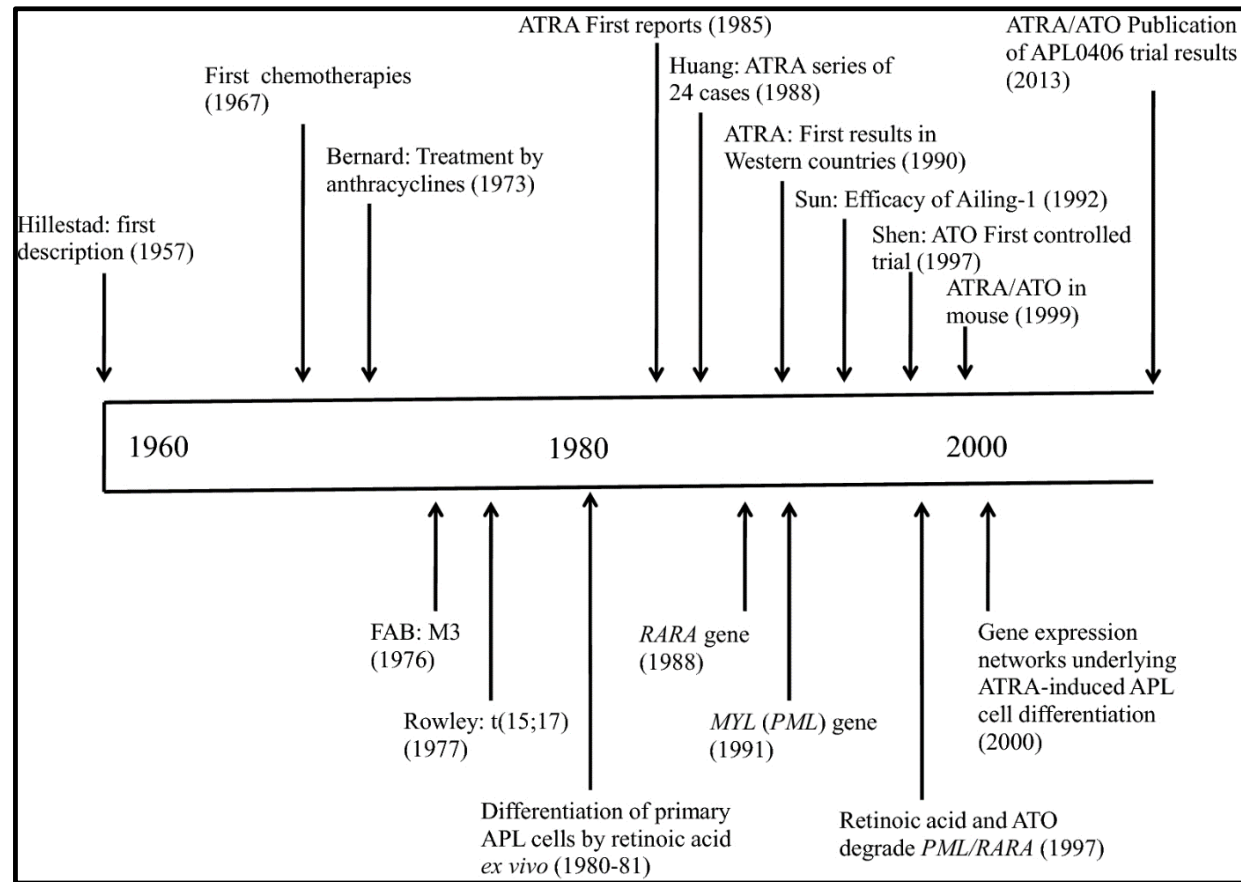 ATRA First reports (1985)
ATRA/ATO Publication
of APL0406 trial results
(2013)
First  chemotherapies
(1967)
Huang: ATRA series of
24 cases (1988)
Bernard: Treatment by
anthracyclines (1973)
ATRA: First results in
Western countries (1990)
Sun: Efficacy of Ailing-1 (1992)
Hillestad: first
description (1957)
Shen: ATO First controlled
trial (1997)
ATRA/ATO in
mouse (1999)
1960
1980
2000
FAB: M3
(1976)
RARA gene
(1988)
Gene expression
networks underlying
ATRA-induced APL
cell differentiation
(2000)
Rowley: t(15;17)
(1977)
MYL (PML) gene
(1991)
Differentiation of primary
APL cells by retinoic acid
ex vivo (1980-81)
Retinoic acid and ATO
degrade PML/RARA (1997)